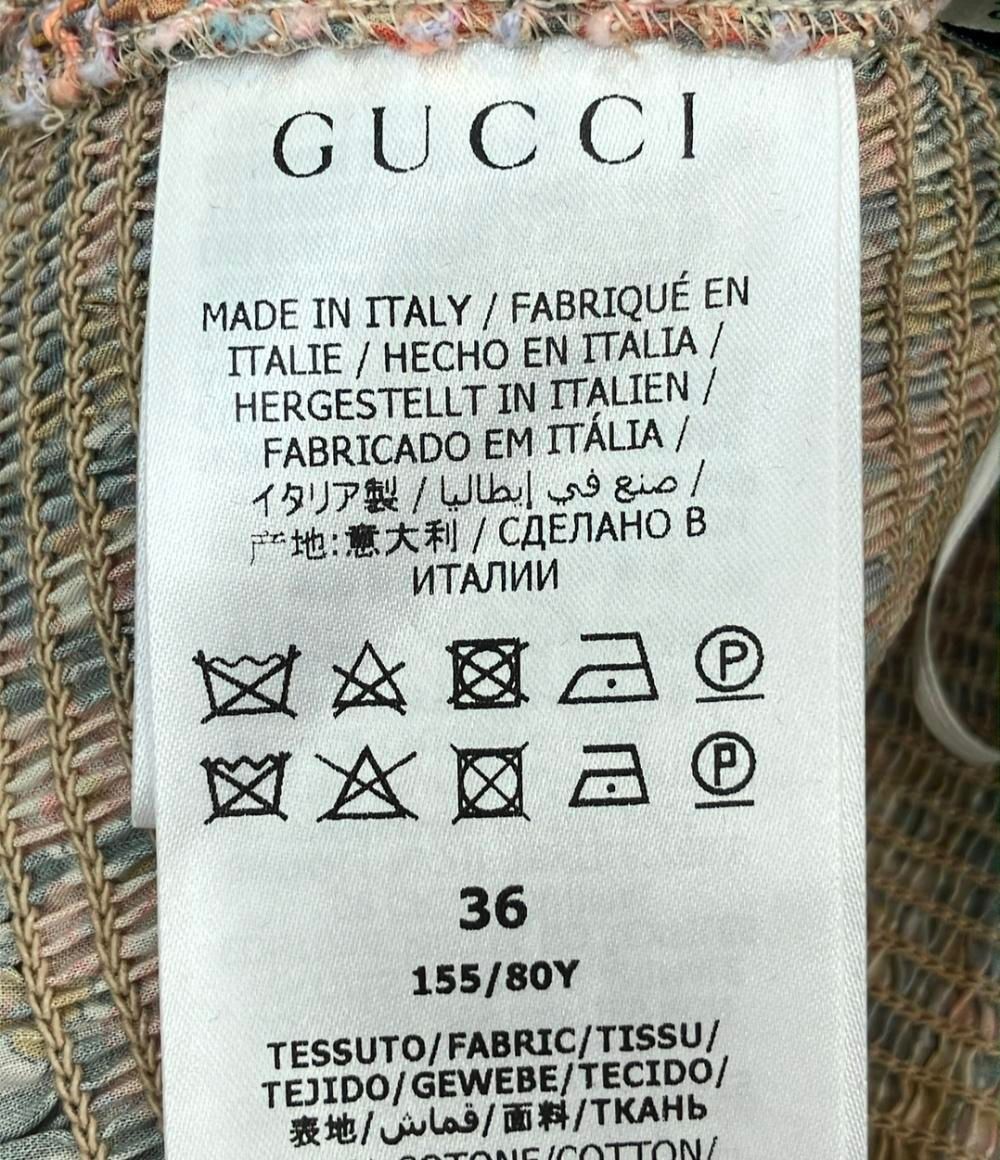 GUCCI
MADE IN ITALY / FABRIQUÉ EN
ITALIE / HECHO EN ITALIA /
HERGESTELLT IN ITALIEN /
FABRICADO EM ITÁLIA /
イタリア製 / صنع في إيطاليا /
产地:意大利 / СДЕЛАНО В
ИТАЛИИ
P
P
36
155/80Y
TESSUTO/FABRIC/TISSU/
TEJIDO/GEWEBE/TECIDO/
表地/قماش/面料/ТКАНЬ
COTONE/COTTON/